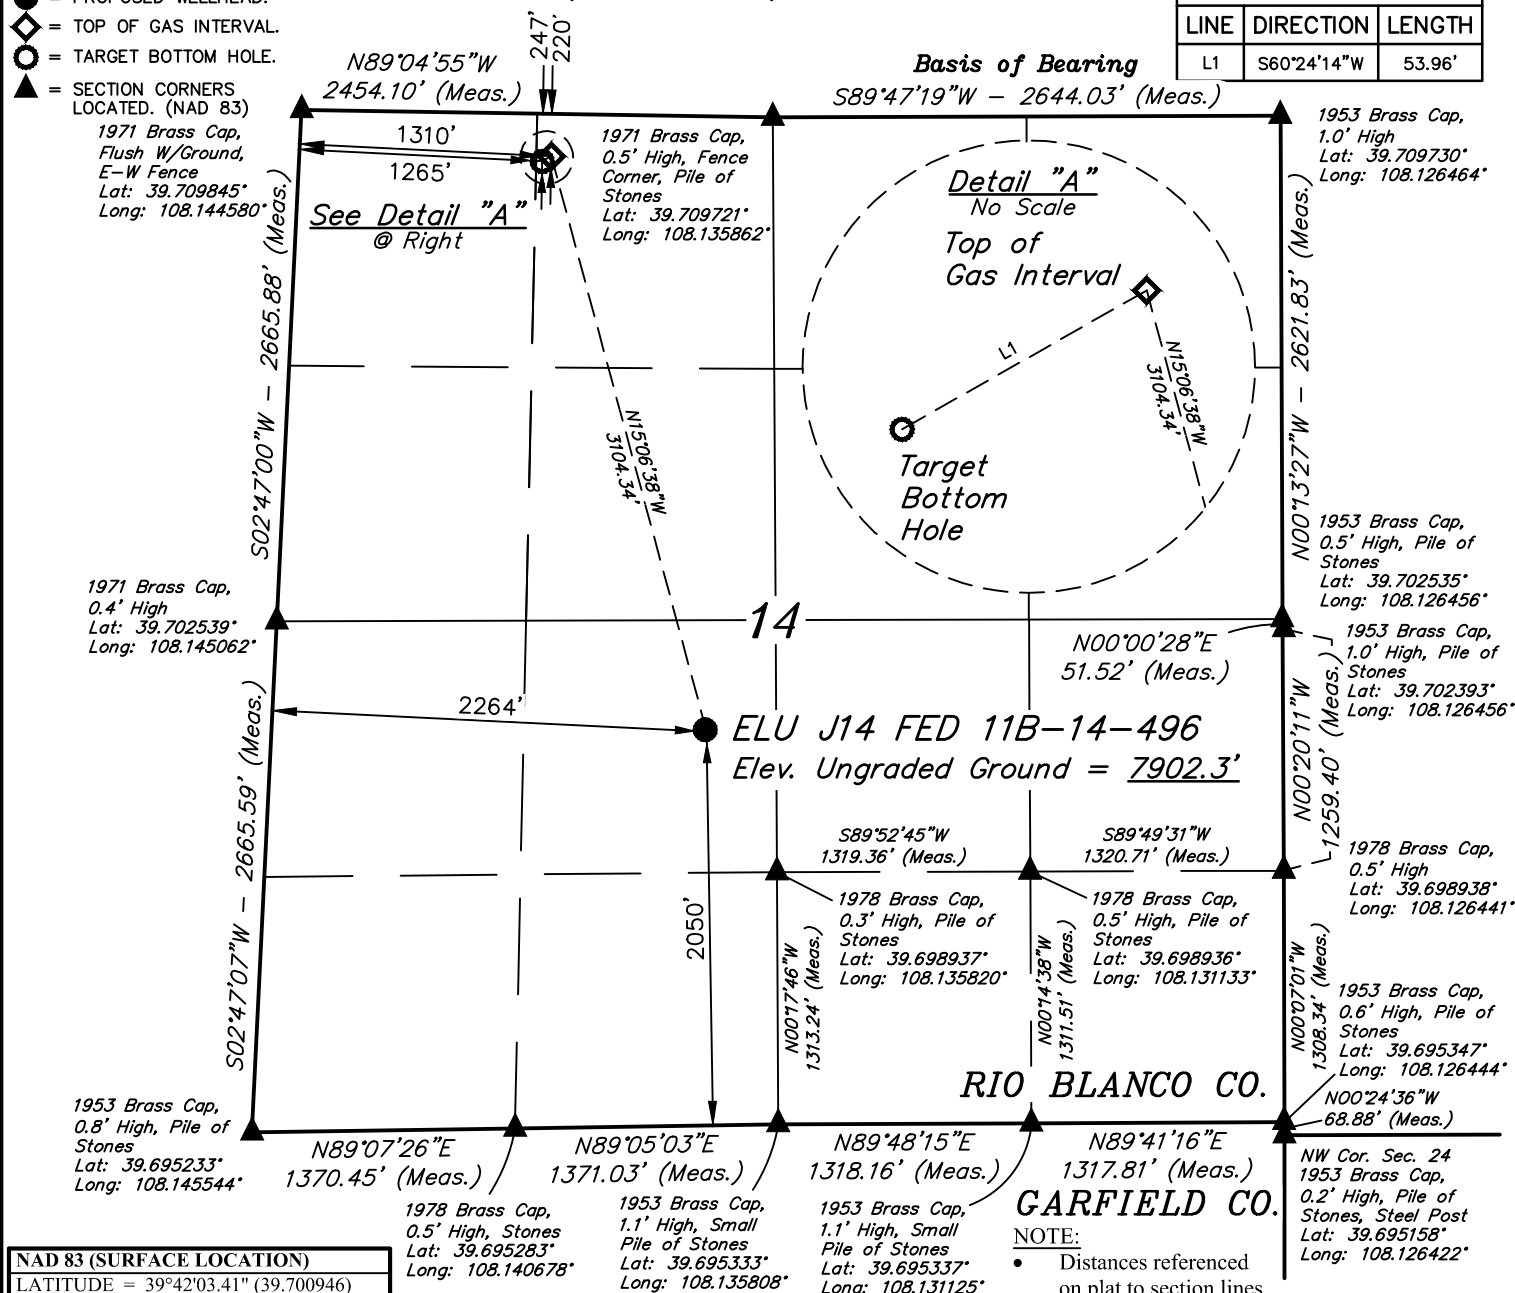 = PROPOSED WELLHEAD.
= TOP OF GAS INTERVAL.
= TARGET BOTTOM HOLE.
= SECTION CORNERS
LOCATED. (NAD 83)
LINE DIRECTION LENGTH
L1 S60°24'14"W 53.96'
247'
220'
N89°04'55"W
2454.10' (Meas.)
Basis of Bearing
S89°47'19"W – 2644.03' (Meas.)
1971 Brass Cap,
Flush W/Ground,
E–W Fence
Lat: 39.709845°
Long: 108.144580°
1310'
1265'
See Detail "A"
@ Right
1971 Brass Cap,
0.5' High, Fence
Corner, Pile of
Stones
Lat: 39.709721°
Long: 108.135862°
Detail "A"
No Scale
Top of
Gas Interval
L1
N15°06'38"W
3104.34'
Target
Bottom
Hole
1953 Brass Cap,
1.0' High
Lat: 39.709730°
Long: 108.126464°
S02°47'00"W – 2665.88' (Meas.)
N15°06'38"W
3104.34'
N00°13'27"W – 2621.83' (Meas.)
1953 Brass Cap,
0.5' High, Pile of
Stones
Lat: 39.702535°
Long: 108.126456°
1971 Brass Cap,
0.4' High
Lat: 39.702539°
Long: 108.145062°
14
N00°00'28"E
51.52' (Meas.)
1953 Brass Cap,
1.0' High, Pile of
Stones
Lat: 39.702393°
Long: 108.126456°
2264'
ELU J14 FED 11B–14–496
Elev. Ungraded Ground = 7902.3'
S02°47'07"W – 2665.59' (Meas.)
N00°20'11"W
1259.40' (Meas.)
2050'
S89°52'45"W
1319.36' (Meas.)
S89°49'31"W
1320.71' (Meas.)
1978 Brass Cap,
0.5' High
Lat: 39.698938°
Long: 108.126441°
1978 Brass Cap,
0.3' High, Pile of
Stones
Lat: 39.698937°
Long: 108.135820°
1978 Brass Cap,
0.5' High, Pile of
Stones
Lat: 39.698936°
Long: 108.131133°
N00°17'46"W
1313.24' (Meas.)
N00°14'38"W
1311.51' (Meas.)
N00°07'01"W
1308.34' (Meas.)
1953 Brass Cap,
0.6' High, Pile of
Stones
Lat: 39.695347°
Long: 108.126444°
RIO BLANCO CO.
N00°24'36"W
68.88' (Meas.)
1953 Brass Cap,
0.8' High, Pile of
Stones
Lat: 39.695233°
Long: 108.145544°
N89°07'26"E
1370.45' (Meas.)
N89°05'03"E
1371.03' (Meas.)
N89°48'15"E
1318.16' (Meas.)
N89°41'16"E
1317.81' (Meas.)
NW Cor. Sec. 24
1953 Brass Cap,
0.2' High, Pile of
Stones, Steel Post
Lat: 39.695158°
Long: 108.126422°
1978 Brass Cap,
0.5' High, Stones
Lat: 39.695283°
Long: 108.140678°
1953 Brass Cap,
1.1' High, Small
Pile of Stones
Lat: 39.695333°
Long: 108.135808°
1953 Brass Cap,
1.1' High, Small
Pile of Stones
Lat: 39.695337°
Long: 108.131125°
GARFIELD CO.
NOTE:
• Distances referenced
on plat to section lines
NAD 83 (SURFACE LOCATION)
LATITUDE = 39°42'03.41" (39.700946)